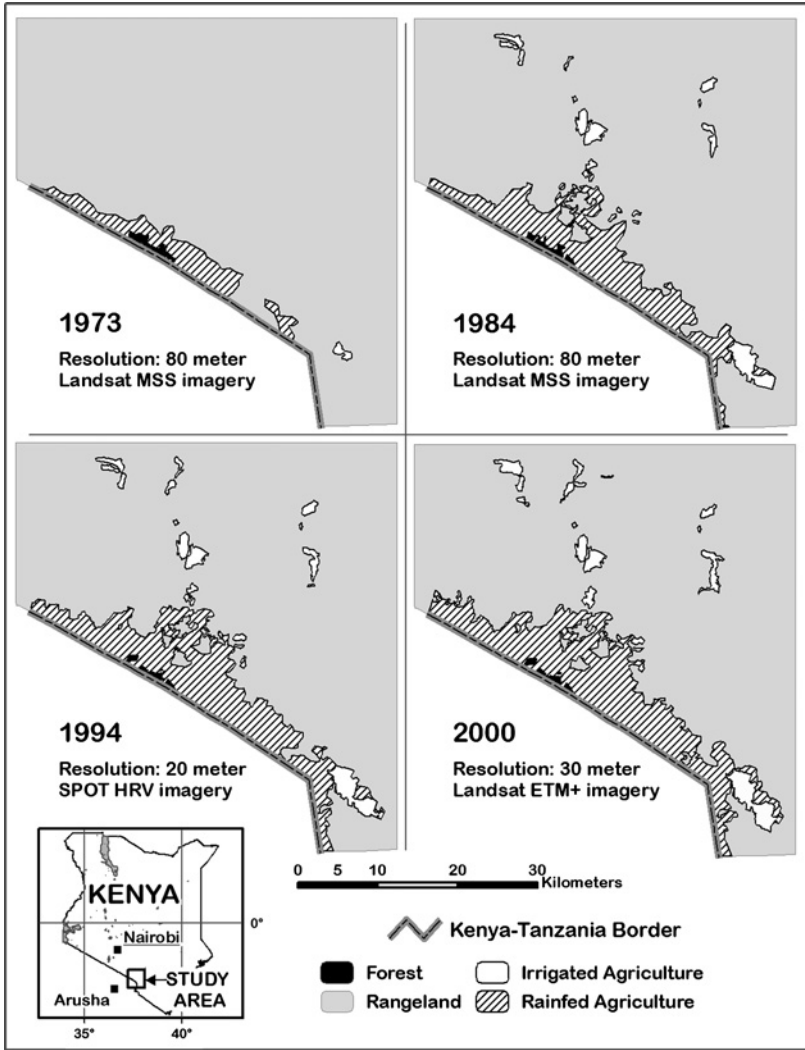 1973
Resolution: 80 meter
Landsat MSS imagery
1984
Resolution: 80 meter
Landsat MSS imagery
1994
Resolution: 20 meter
SPOT HRV imagery
2000
Resolution: 30 meter
Landsat ETM+ imagery
KENYA
Nairobi
STUDY
AREA
Arusha
0°
35°
40°
0 5 10 20 30
Kilometers
Kenya-Tanzania Border
Forest
Irrigated Agriculture
Rangeland
Rainfed Agriculture